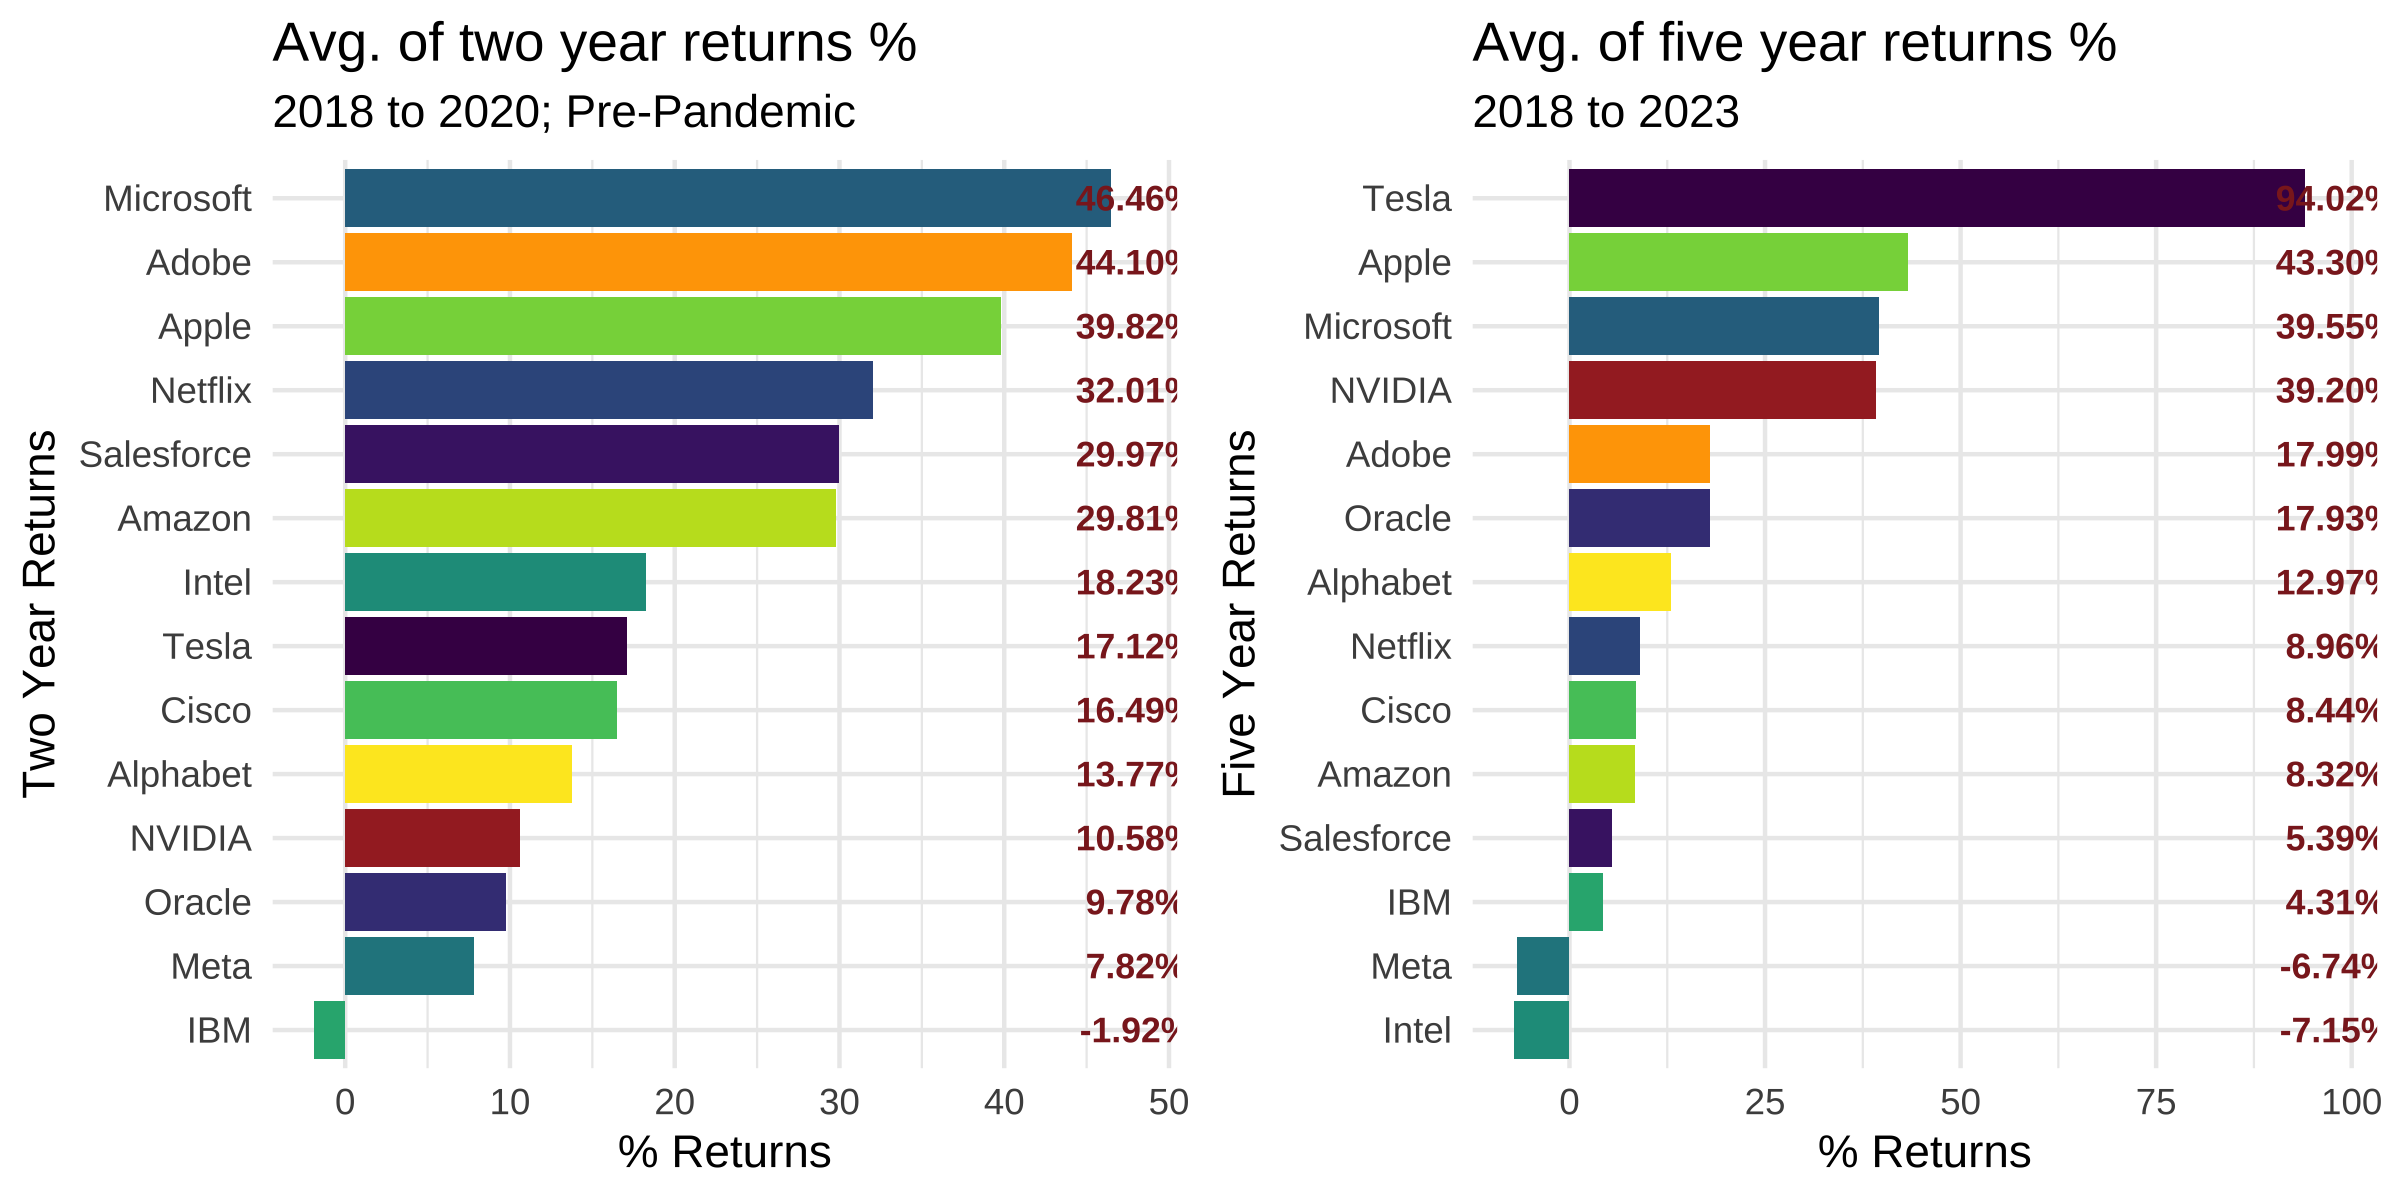 Avg. of two year returns %
2018 to 2020; Pre-Pandemic
Two Year Returns
Microsoft 46.46%
Adobe 44.10%
Apple 39.82%
Netflix 32.01%
Salesforce 29.97%
Amazon 29.81%
Intel 18.23%
Tesla 17.12%
Cisco 16.49%
Alphabet 13.77%
NVIDIA 10.58%
Oracle 9.78%
Meta 7.82%
IBM -1.92%
0 10 20 30 40 50
% Returns
Avg. of five year returns %
2018 to 2023
Five Year Returns
Tesla 94.02%
Apple 43.30%
Microsoft 39.55%
NVIDIA 39.20%
Adobe 17.99%
Oracle 17.93%
Alphabet 12.97%
Netflix 8.96%
Cisco 8.44%
Amazon 8.32%
Salesforce 5.39%
IBM 4.31%
Meta -6.74%
Intel -7.15%
0 25 50 75 100
% Returns